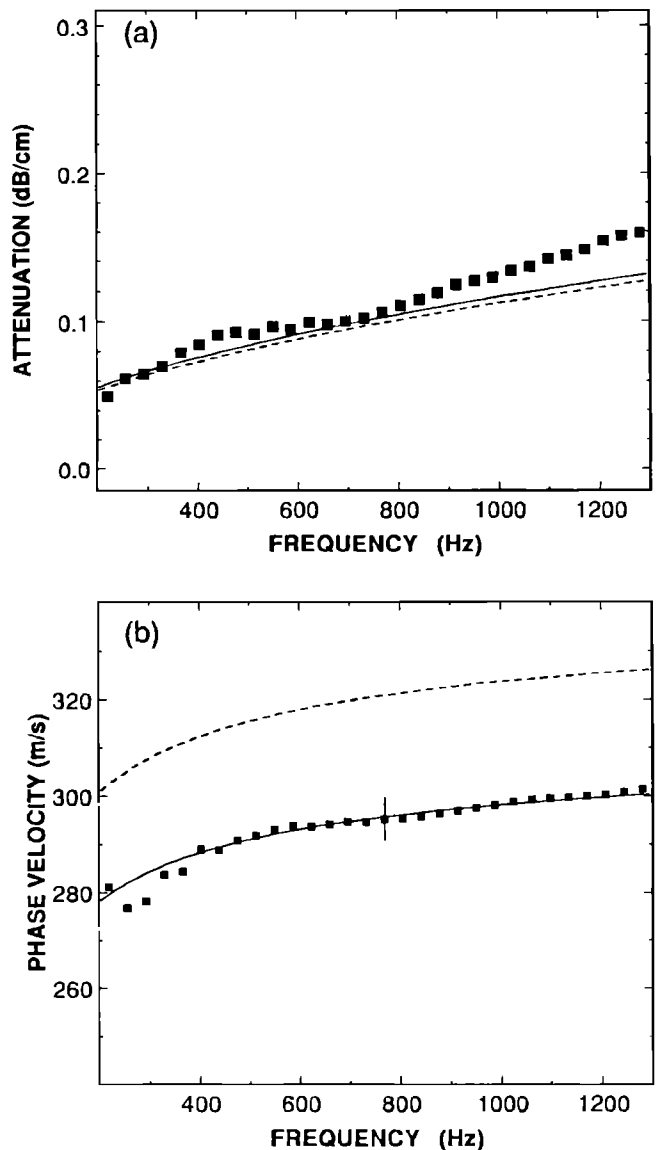 (a)
0.3
0.2
0.1
0.0
ATTENUATION (dB/cm)
400 600 800 1000 1200
FREQUENCY (Hz)
(b)
320
300
280
260
PHASE VELOCITY (m/s)
400 600 800 1000 1200
FREQUENCY (Hz)